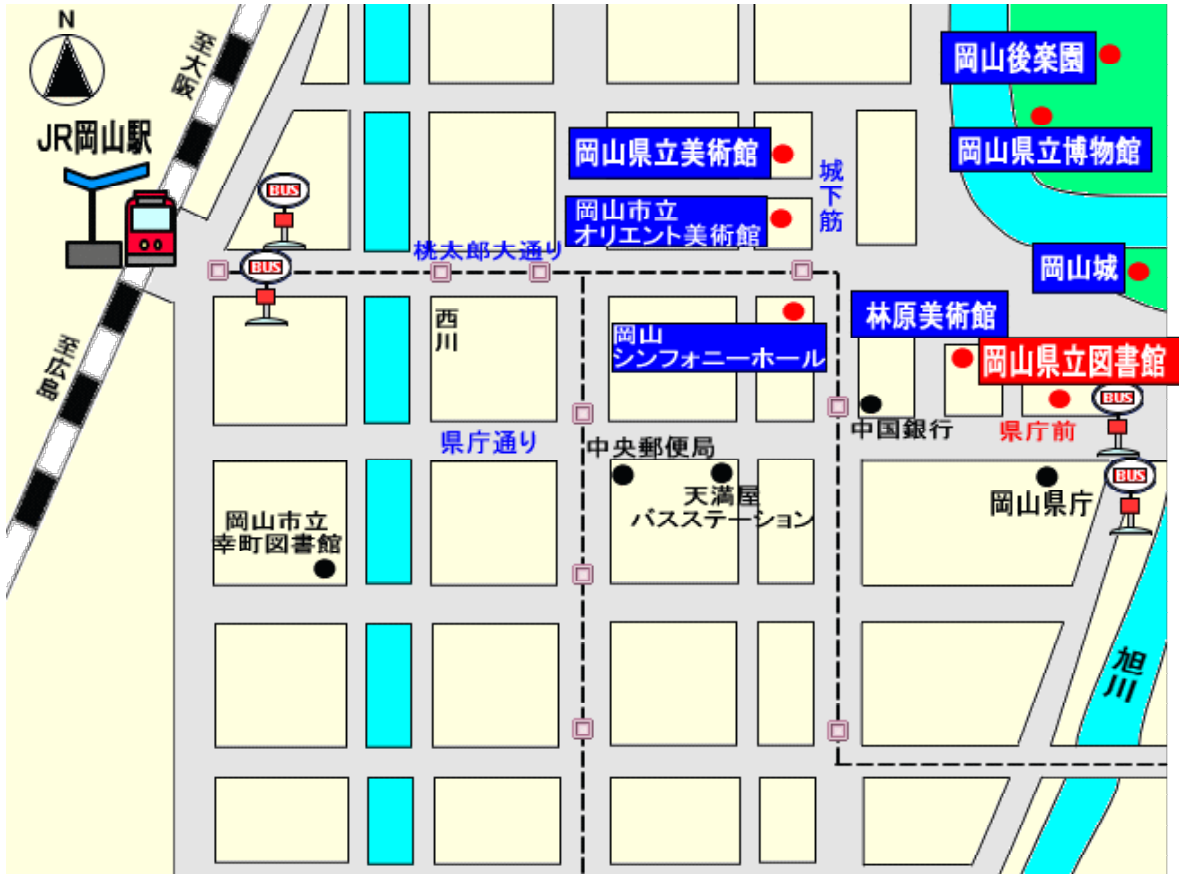 N
至大阪
JR岡山駅
BUS
BUS
至広島
岡山後楽園
岡山県立美術館
岡山県立博物館
城下筋
岡山市立
オリエント美術館
桃太郎大通り
岡山城
西川
岡山
シンフォニーホール
林原美術館
岡山県立図書館
BUS
県庁通り
中央郵便局
中国銀行
県庁前
BUS
天満屋
バスステーション
岡山県庁
岡山市立
幸町図書館
旭川